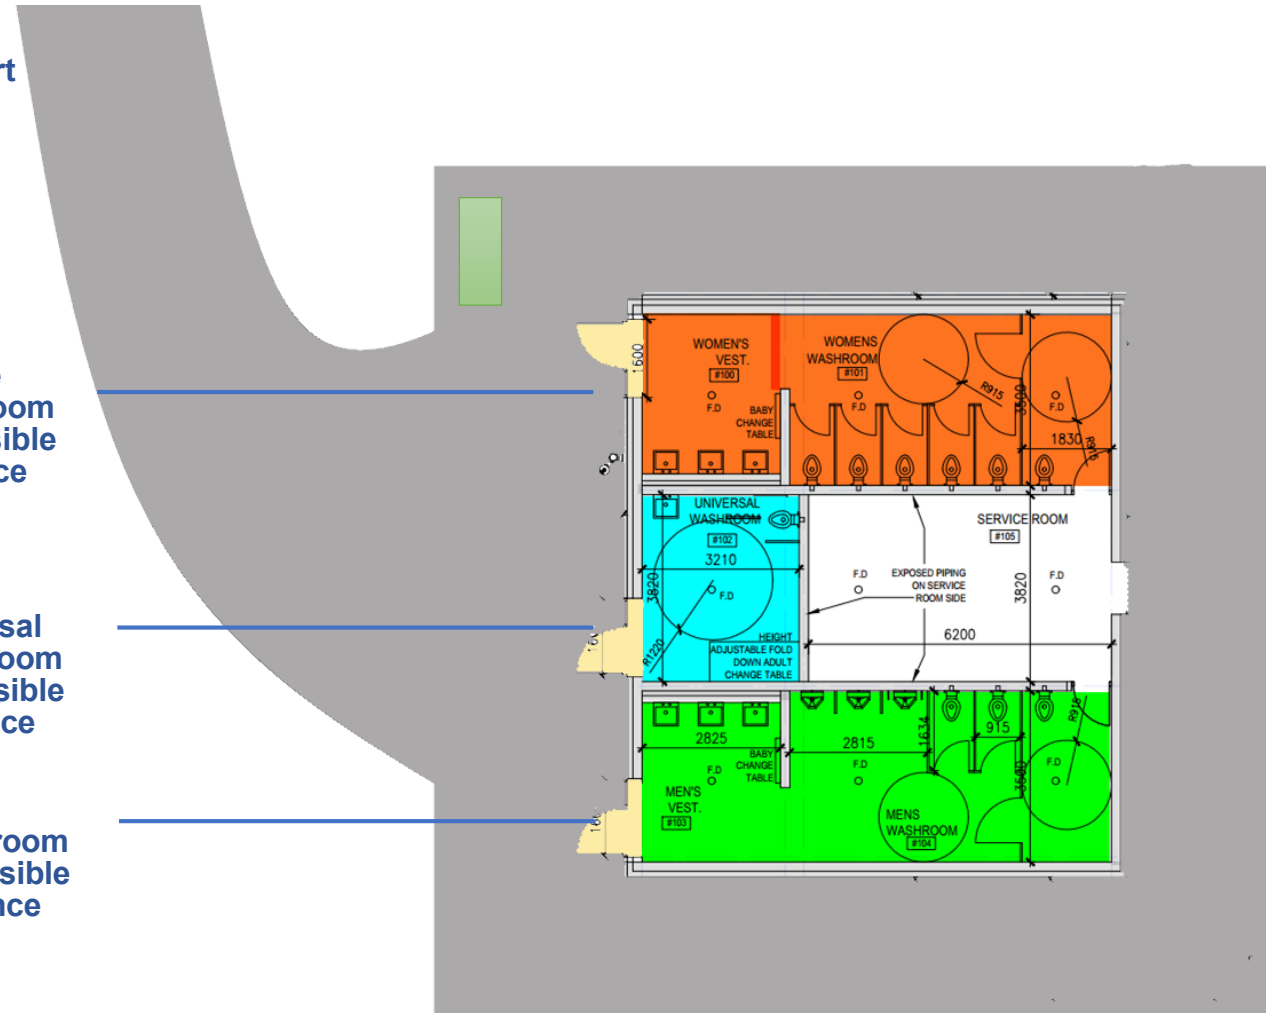 rt
oom
sible
ce
sal
oom
sible
ce
room
sible
nce
WOMEN'S
VEST.
#100
F.D
BABY
CHANGE
TABLE
1600
WOMENS
WASHROOM
#101
F.D
R915
3500
F.D
1830
R915
UNIVERSAL
WASHROOM
#102
3210
3820
F.D
R1220
HEIGHT
ADJUSTABLE FOLD
DOWN ADULT
CHANGE TABLE
SERVICE ROOM
#105
F.D
EXPOSED PIPING
ON SERVICE
ROOM SIDE
3820
F.D
6200
2825
BABY
CHANGE
TABLE
F.D
MEN'S
VEST.
#103
2815
F.D
1634
915
R915
3500
F.D
MENS
WASHROOM
#104